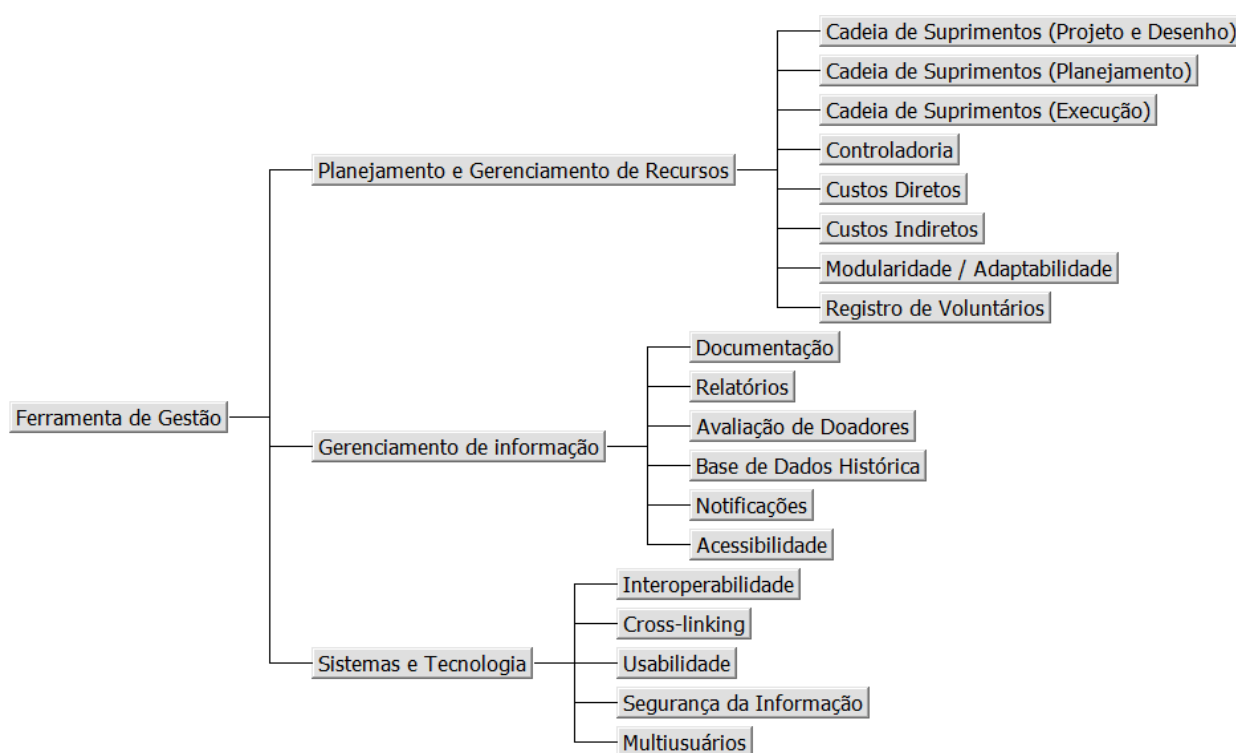 Ferramenta de Gestão
Planejamento e Gerenciamento de Recursos
Cadeia de Suprimentos (Projeto e Desenho)
Cadeia de Suprimentos (Planejamento)
Cadeia de Suprimentos (Execução)
Controladoria
Custos Diretos
Custos Indiretos
Modularidade / Adaptabilidade
Registro de Voluntários
Gerenciamento de informação
Documentação
Relatórios
Avaliação de Doadores
Base de Dados Histórica
Notificações
Acessibilidade
Sistemas e Tecnologia
Interoperabilidade
Cross-linking
Usabilidade
Segurança da Informação
Multiusuários